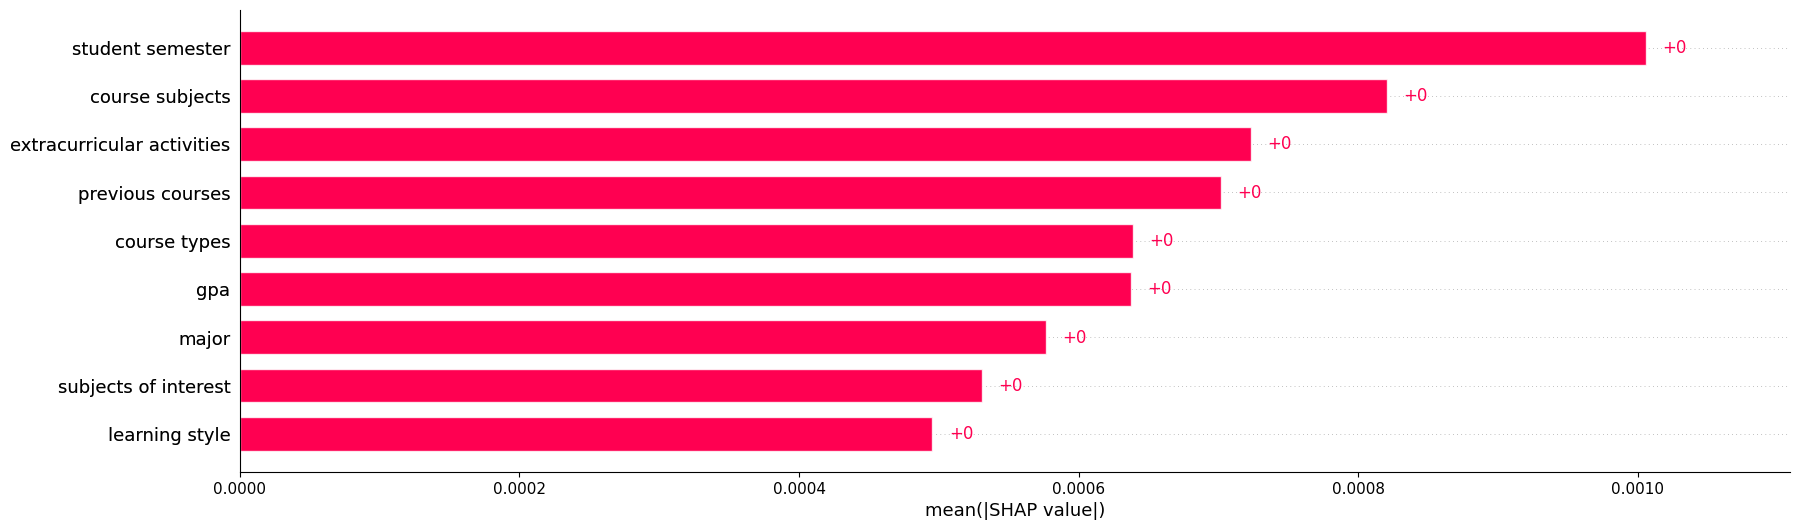 student semester +0
course subjects +0
extracurricular activities +0
previous courses +0
course types +0
gpa +0
major +0
subjects of interest +0
learning style +0
0.0000 0.0002 0.0004 0.0006 0.0008 0.0010
mean(|SHAP value|)